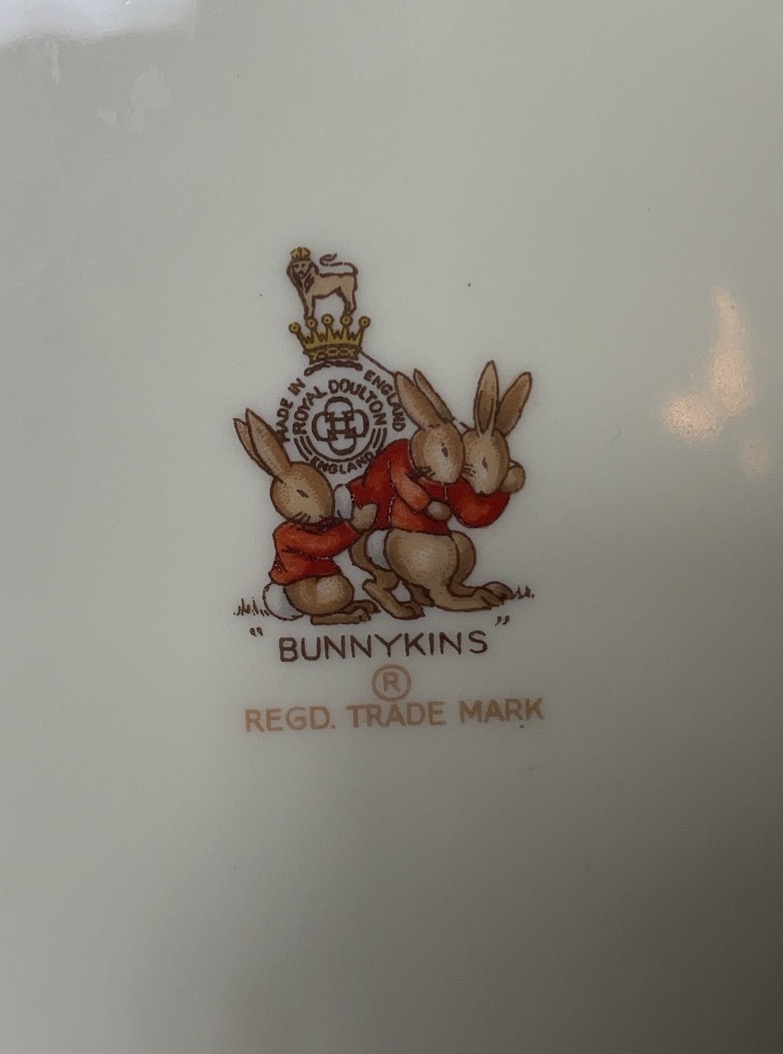 MADE IN ENGLAND
ROYAL DOULTON
ENGLAND
"BUNNYKINS"
®
REGD. TRADE MARK